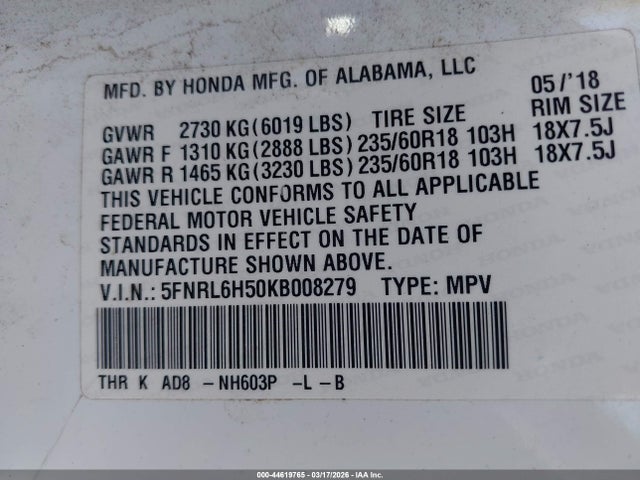 MFD. BY HONDA MFG. OF ALABAMA, LLC 05/'18
GVWR 2730 KG(6019 LBS) TIRE SIZE RIM SIZE
GAWR F 1310 KG(2888 LBS) 235/60R18 103H 18X7.5J
GAWR R 1465 KG(3230 LBS) 235/60R18 103H 18X7.5J
THIS VEHICLE CONFORMS TO ALL APPLICABLE
FEDERAL MOTOR VEHICLE SAFETY
STANDARDS IN EFFECT ON THE DATE OF
MANUFACTURE SHOWN ABOVE.
V.I.N.: 5FNRL6H50KB008279 TYPE: MPV
THR K AD8 -NH603P -L-B
000-44619765 - 03/17/2026 - IAA Inc.